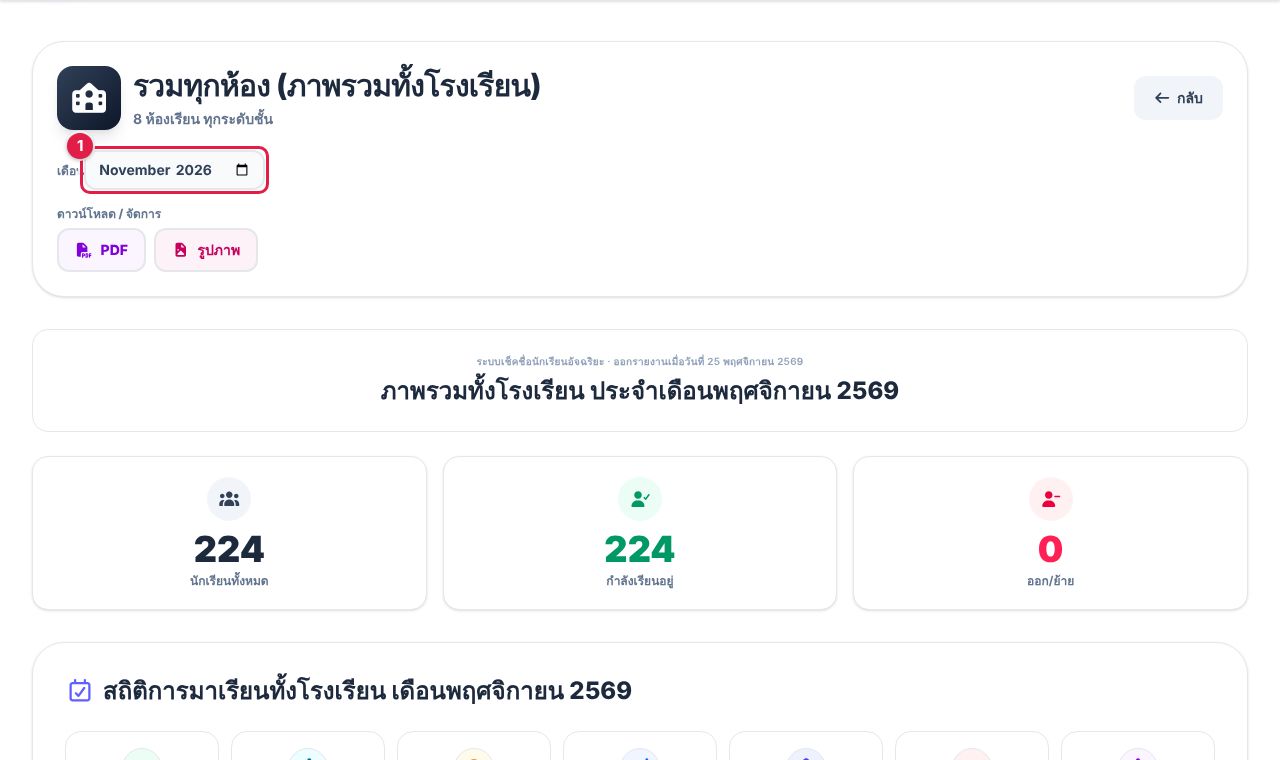 รวมทุกห้อง (ภาพรวมทั้งโรงเรียน)
8 ห้องเรียน ทุกระดับชั้น
← กลับ
1
เดือน November 2026
ดาวน์โหลด / จัดการ
PDF รูปภาพ
ระบบเช็คชื่อนักเรียนอัจฉริยะ · ออกรายงานเมื่อวันที่ 25 พฤศจิกายน 2569
ภาพรวมทั้งโรงเรียน ประจำเดือนพฤศจิกายน 2569
224
นักเรียนทั้งหมด
224
กำลังเรียนอยู่
0
ออก/ย้าย
สถิติการมาเรียนทั้งโรงเรียน เดือนพฤศจิกายน 2569